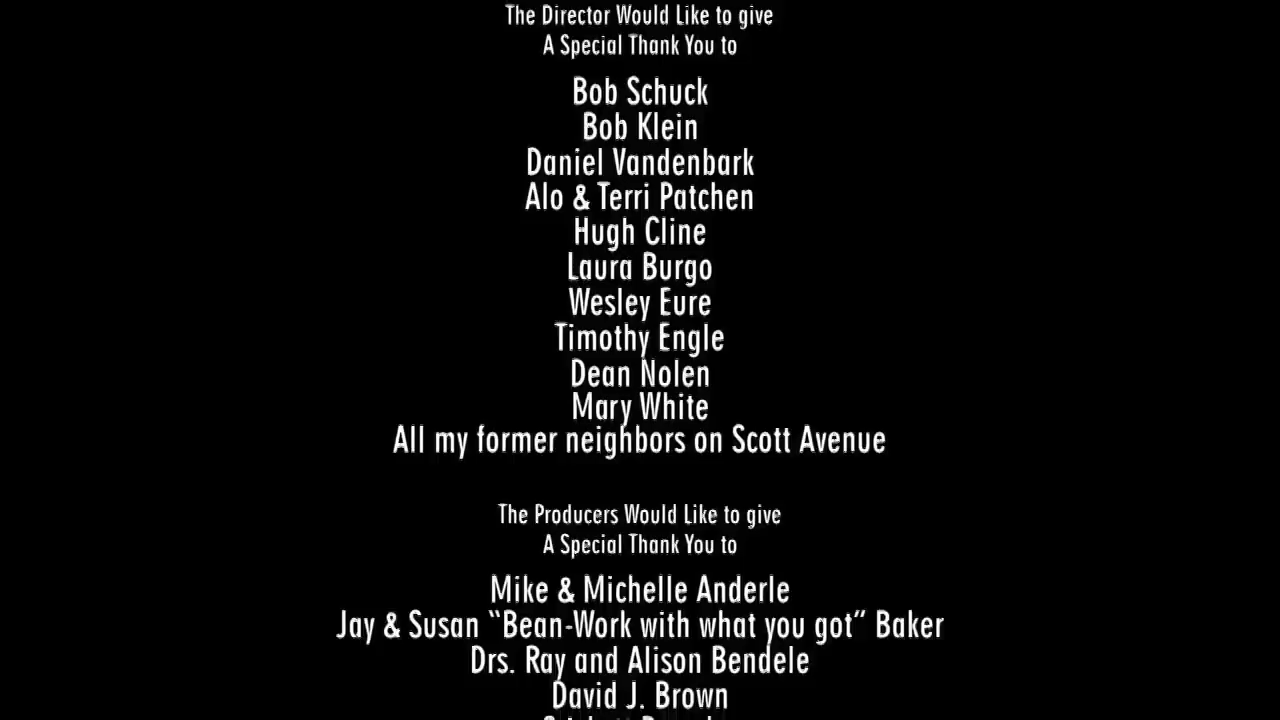 The Director Would Like to give
A Special Thank You to
Bob Schuck
Bob Klein
Daniel Vandenbark
Alo & Terri Patchen
Hugh Cline
Laura Burgo
Wesley Eure
Timothy Engle
Dean Nolen
Mary White
All my former neighbors on Scott Avenue
The Producers Would Like to give
A Special Thank You to
Mike & Michelle Anderle
Jay & Susan “Bean-Work with what you got” Baker
Drs. Ray and Alison Bendele
David J. Brown